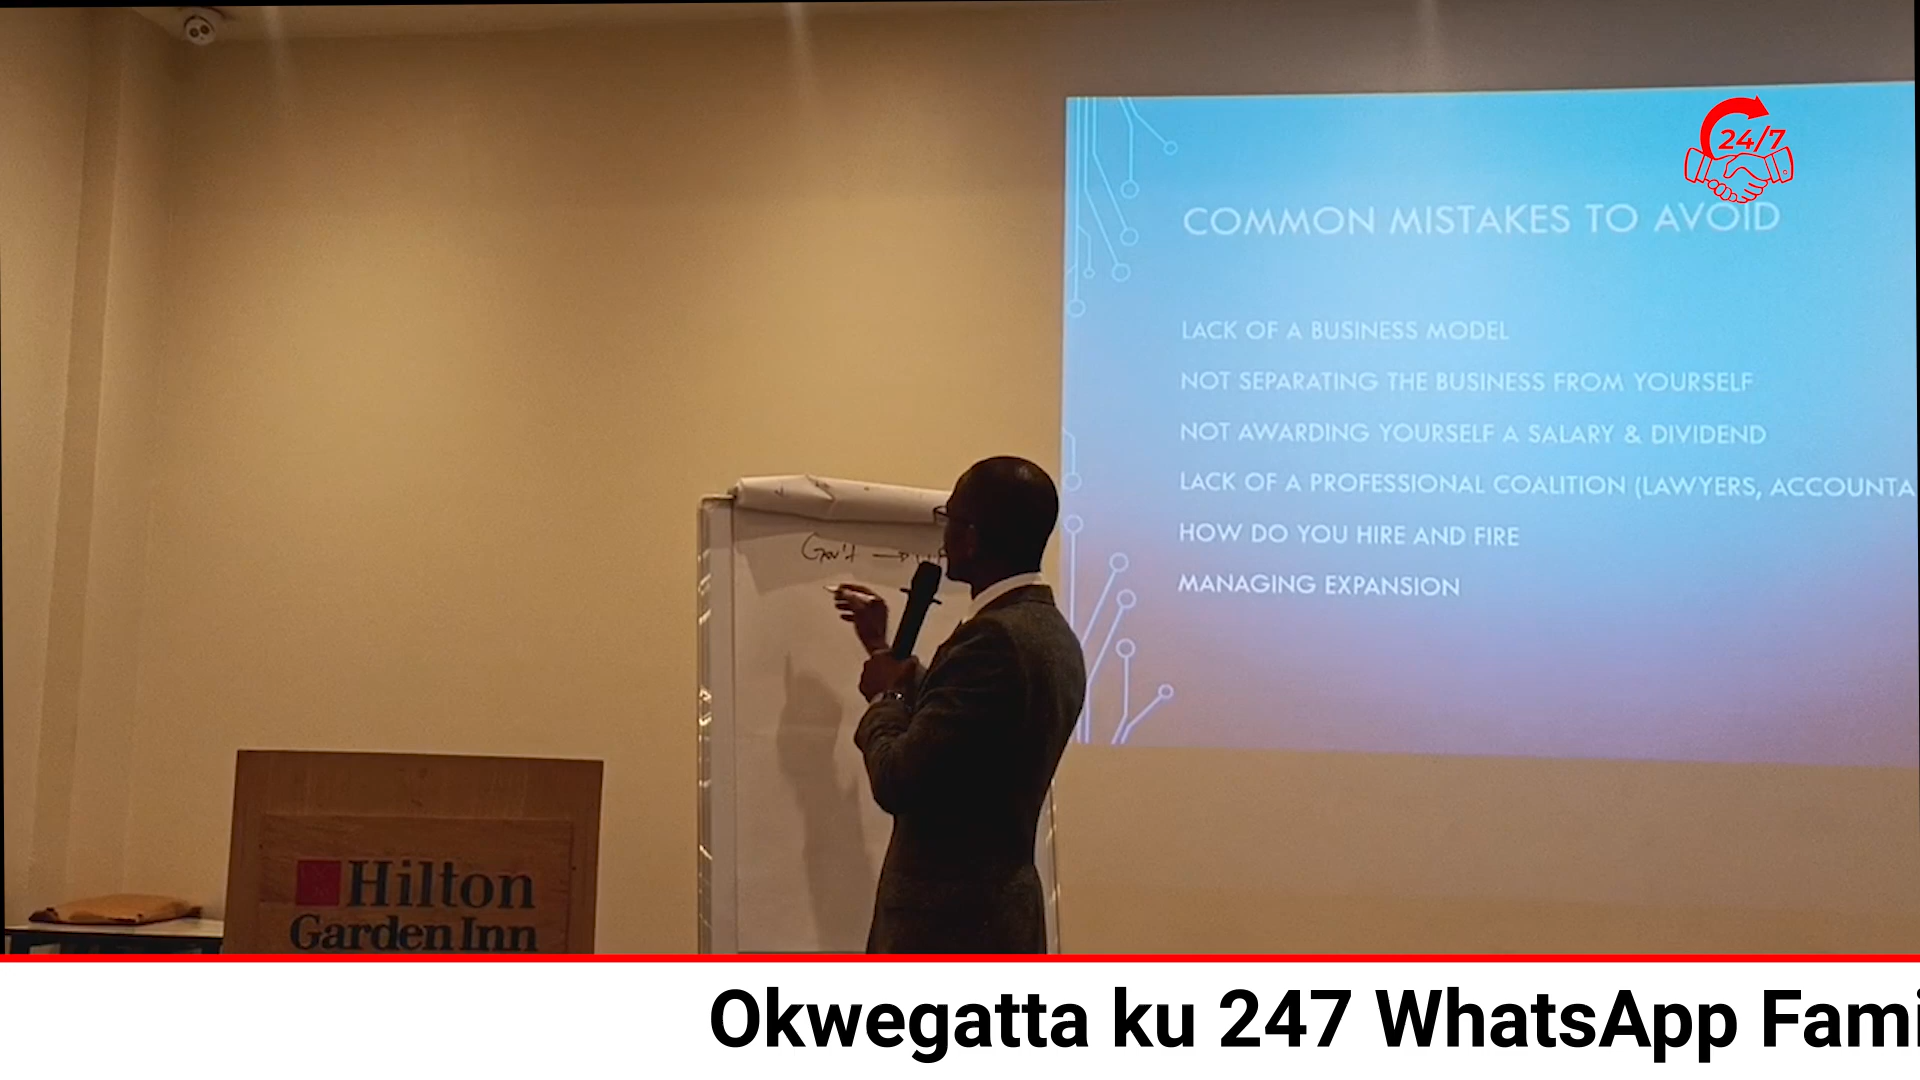 24/7
COMMON MISTAKES TO AVOID
LACK OF A BUSINESS MODEL
NOT SEPARATING THE BUSINESS FROM YOURSELF
NOT AWARDING YOURSELF A SALARY & DIVIDEND
LACK OF A PROFESSIONAL COALITION (LAWYERS, ACCOUNTA
HOW DO YOU HIRE AND FIRE
MANAGING EXPANSION
Gov't
Hilton
Garden Inn
Okwegatta ku 247 WhatsApp Fami